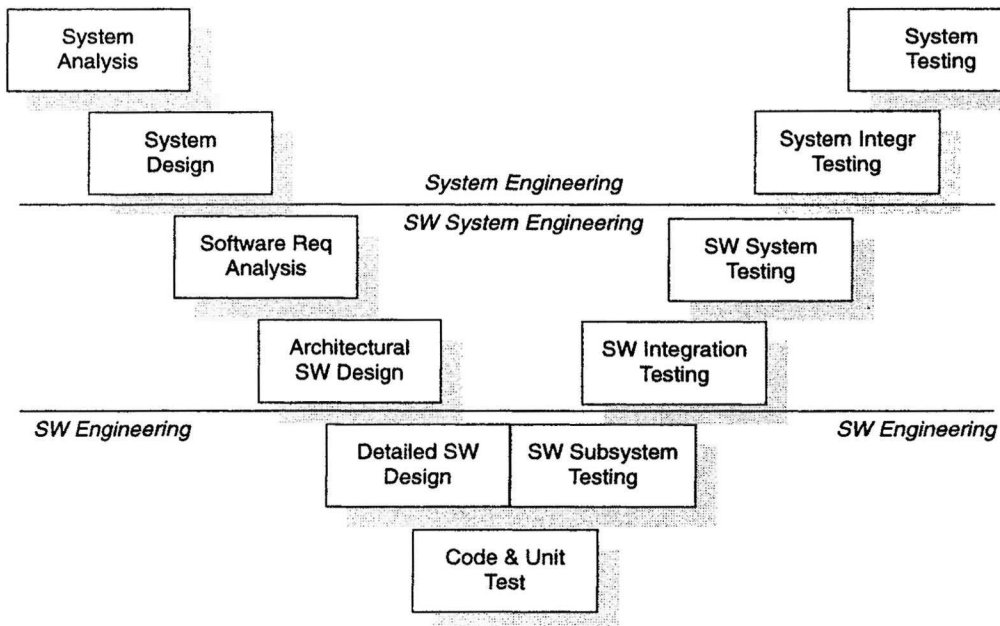 System
Analysis
System
Testing
System
Design
System Integr
Testing
System Engineering
SW System Engineering
Software Req
Analysis
SW System
Testing
Architectural
SW Design
SW Integration
Testing
SW Engineering
SW Engineering
Detailed SW
Design
SW Subsystem
Testing
Code & Unit
Test